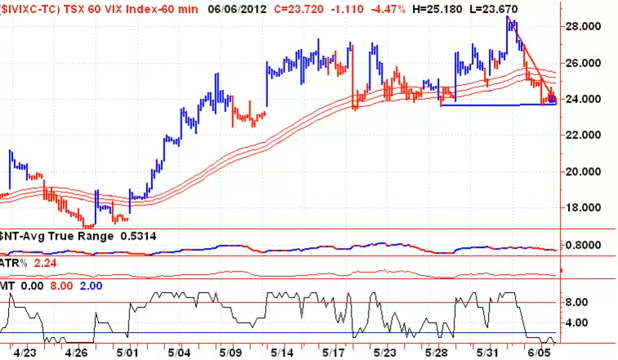 $IVIXC-TC) TSX 60 VIX Index-60 min 06/06/2012 C=23.720 -1.110 -4.47% H=25.180 L=23.670
28.000
26.000
24.000
22.000
20.000
18.000
$NT-Avg True Range 0.5314
0.8000
ATR% 2.24
MT 0.00 8.00 2.00
8.00
4.00
4/23 4/26 5/01 5/04 5/09 5/14 5/17 5/23 5/28 5/31 6/05